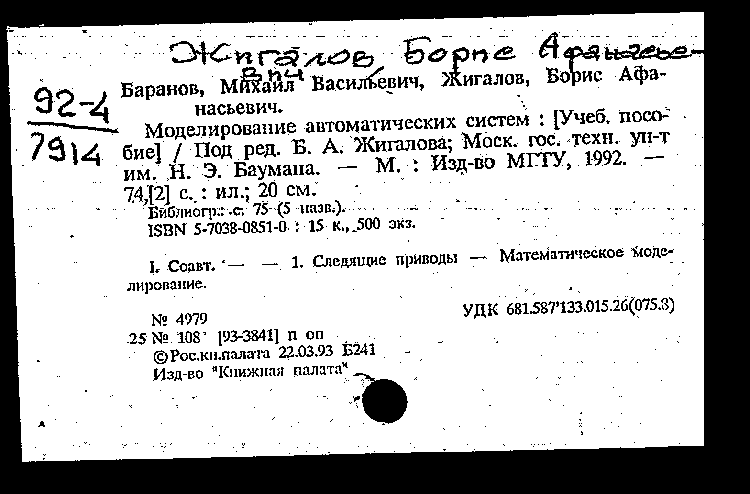 Жигалов, Борис Афанасье-
вич
92-4
7914
Баранов, Михаил Васильевич, Жигалов, Борис Афа-
насьевич.
Моделирование автоматических систем : [Учеб. посо-
бие] / Под ред. Б. А. Жигалова; Моск. гос. техн. ун-т
им. Н. Э. Баумана. — М. : Изд-во МГТУ, 1992. —
74,[2] с. : ил.; 20 см.
Библиогр.: с. 75 (5 назв.).
ISBN 5-7038-0851-0 : 15 к., 500 экз.
I. Соавт. — — 1. Следящие приводы — Математическое моде-
лирование.
№ 4979
УДК 681.587'133.015.26(075.8)
25 № 108 [93-3841] п оп
© Рос.кн.палата 22.03.93 Б241
Изд-во "Книжная палата"